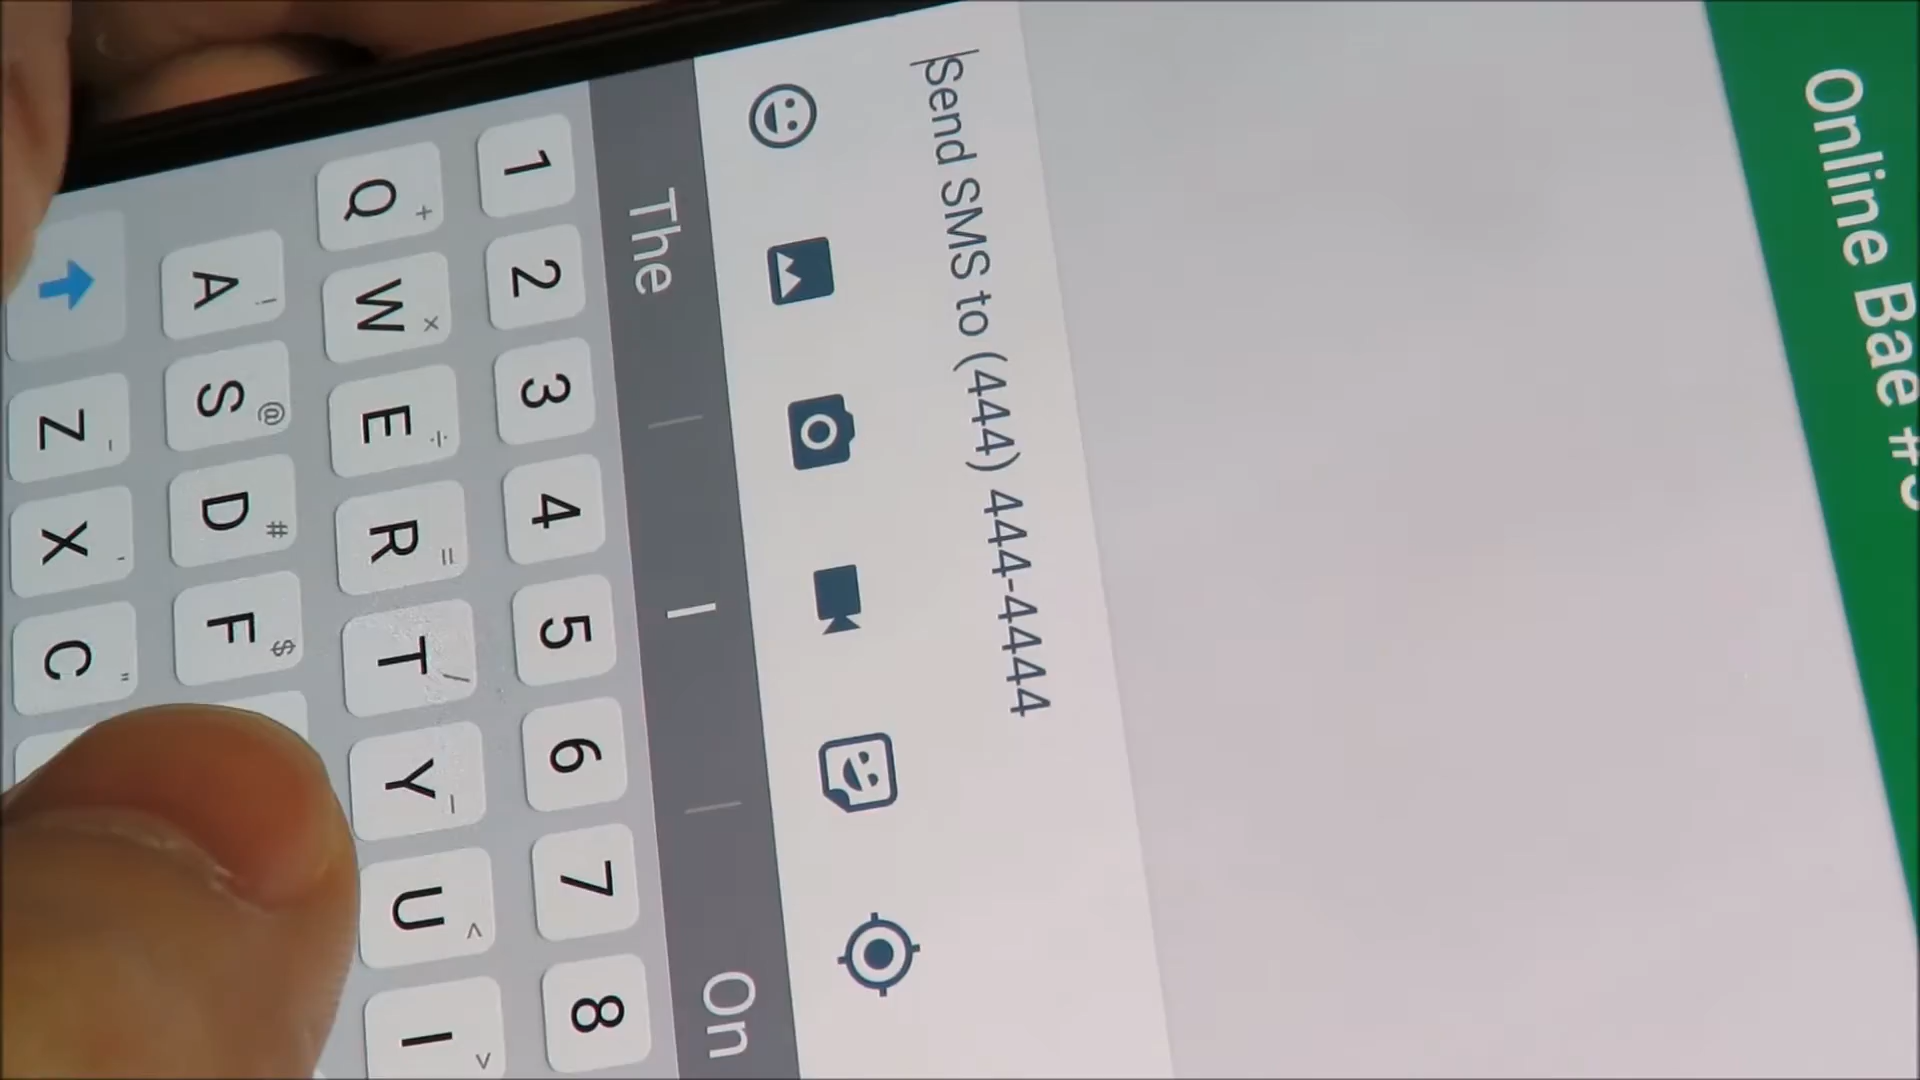 Online Bae #
Send SMS to (444) 444-4444
The I On
1 2 3 4 5 6 7 8
Q + W × E ÷ R = T / Y _ U < I >
A ! S @ D # F $
Z - X ' C "